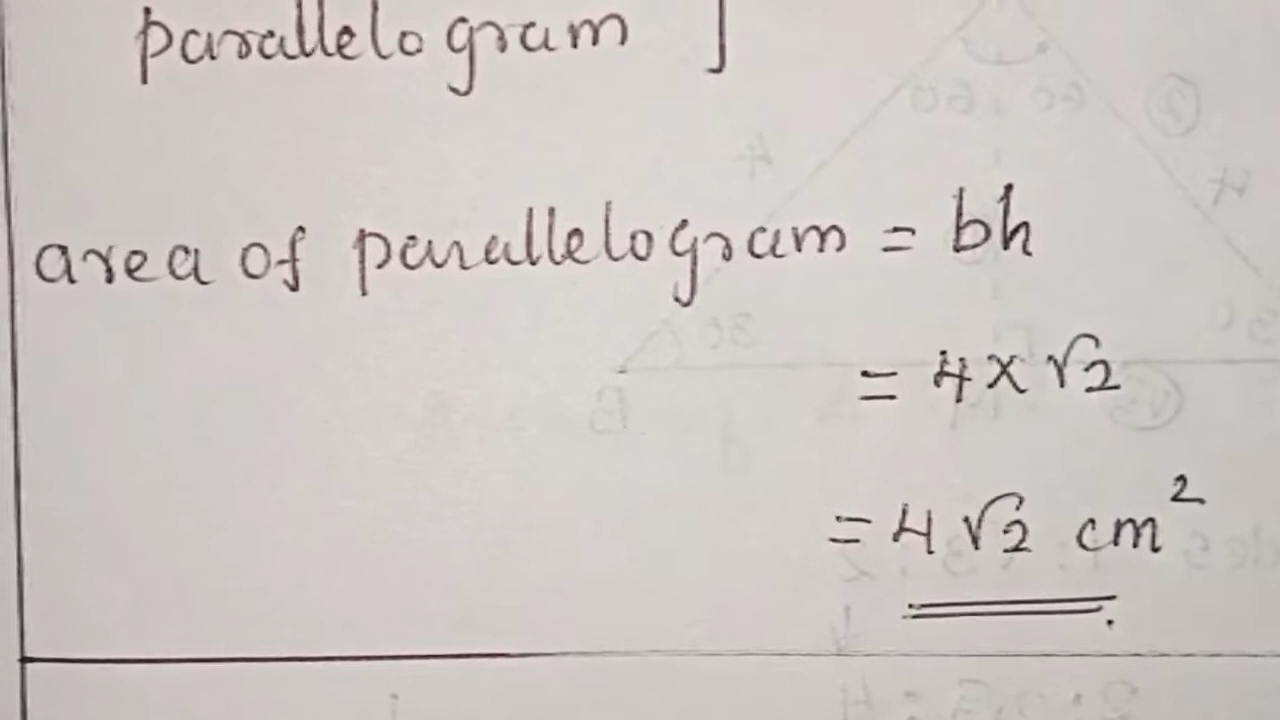 parallelogram ]
area of parallelogram = bh
= 4 × √2
= 4 √2 cm²